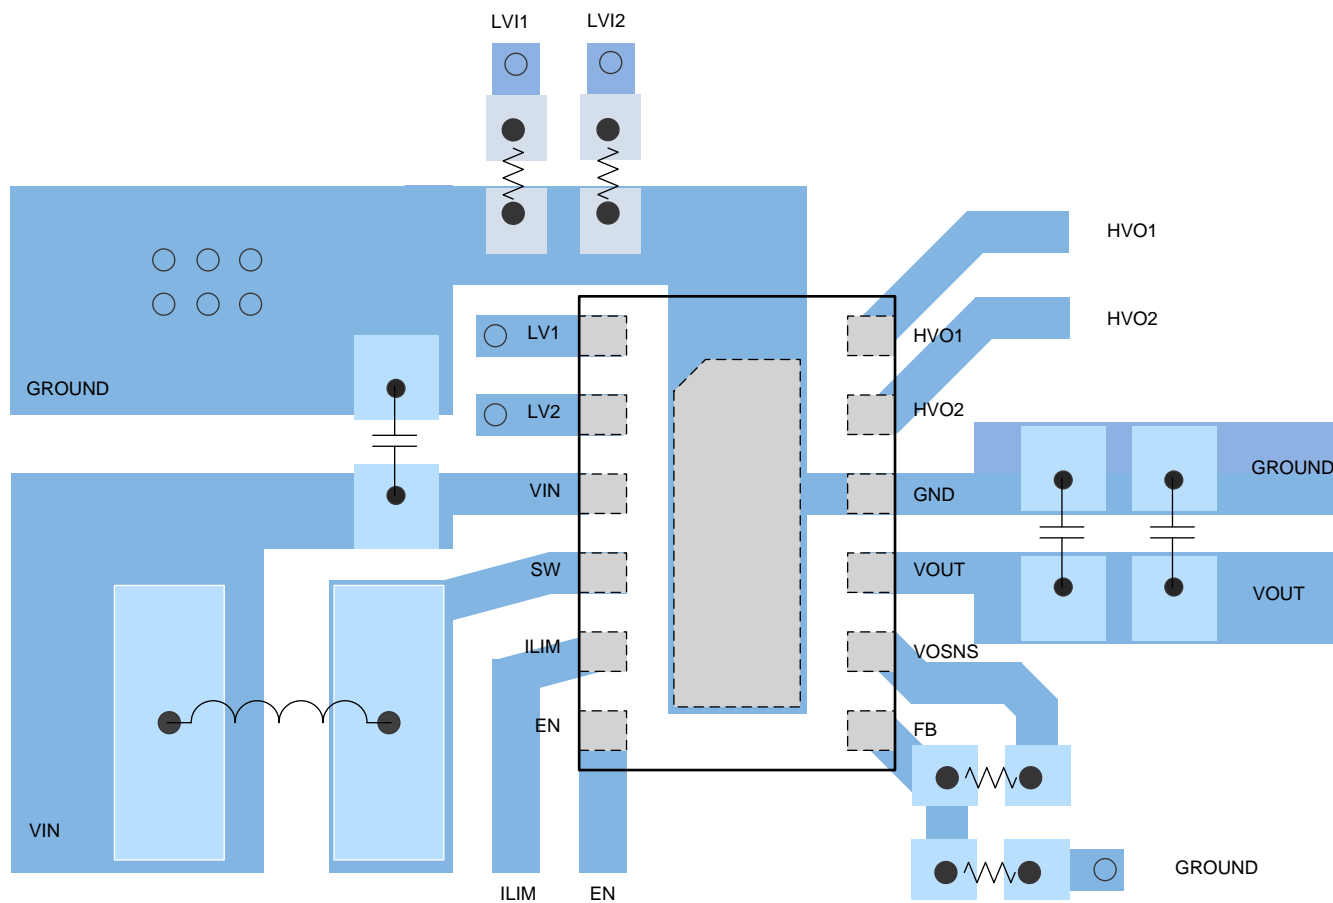 LVI1
LVI2
HVO1
HVO2
LV1
HVO1
GROUND
LV2
HVO2
GROUND
VIN
GND
SW
VOUT
VOUT
ILIM
VOSNS
EN
FB
VIN
GROUND
ILIM
EN